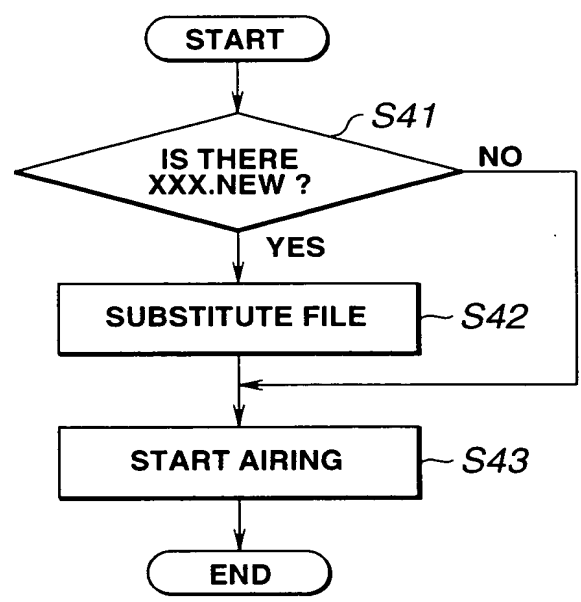 START
S41
IS THERE
XXX.NEW ?
NO
YES
SUBSTITUTE FILE
S42
START AIRING
S43
END